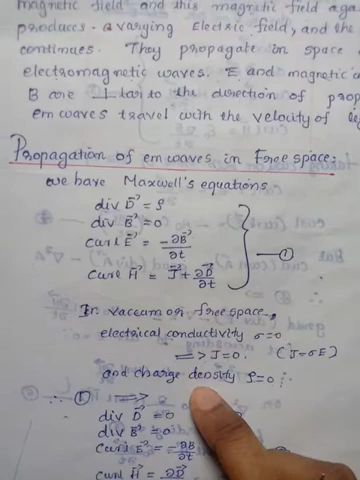 magnetic field and this magnetic field aga
produces a varying Electric field, and the
continues. They propagate in space
electromagnetic waves. E and magnetic
B are ⊥lar to the direction of prop
em waves travel with the velouty of
Propagation of em waves in Free space:
we have Maxwell's equations
div D⃗ = ρ
div B⃗ = 0
curl E⃗ = -∂B⃗/∂t
curl H⃗ = J⃗ + ∂D⃗/∂t
①
In vaccum or free space,
electrical conductivity σ=0
=> J=0. (J=σE)
and charge density ρ=0
∴ ① =>
div D⃗ = 0
div B⃗ = 0
curl E⃗ = -∂B/∂t
curl H⃗ = ∂D⃗